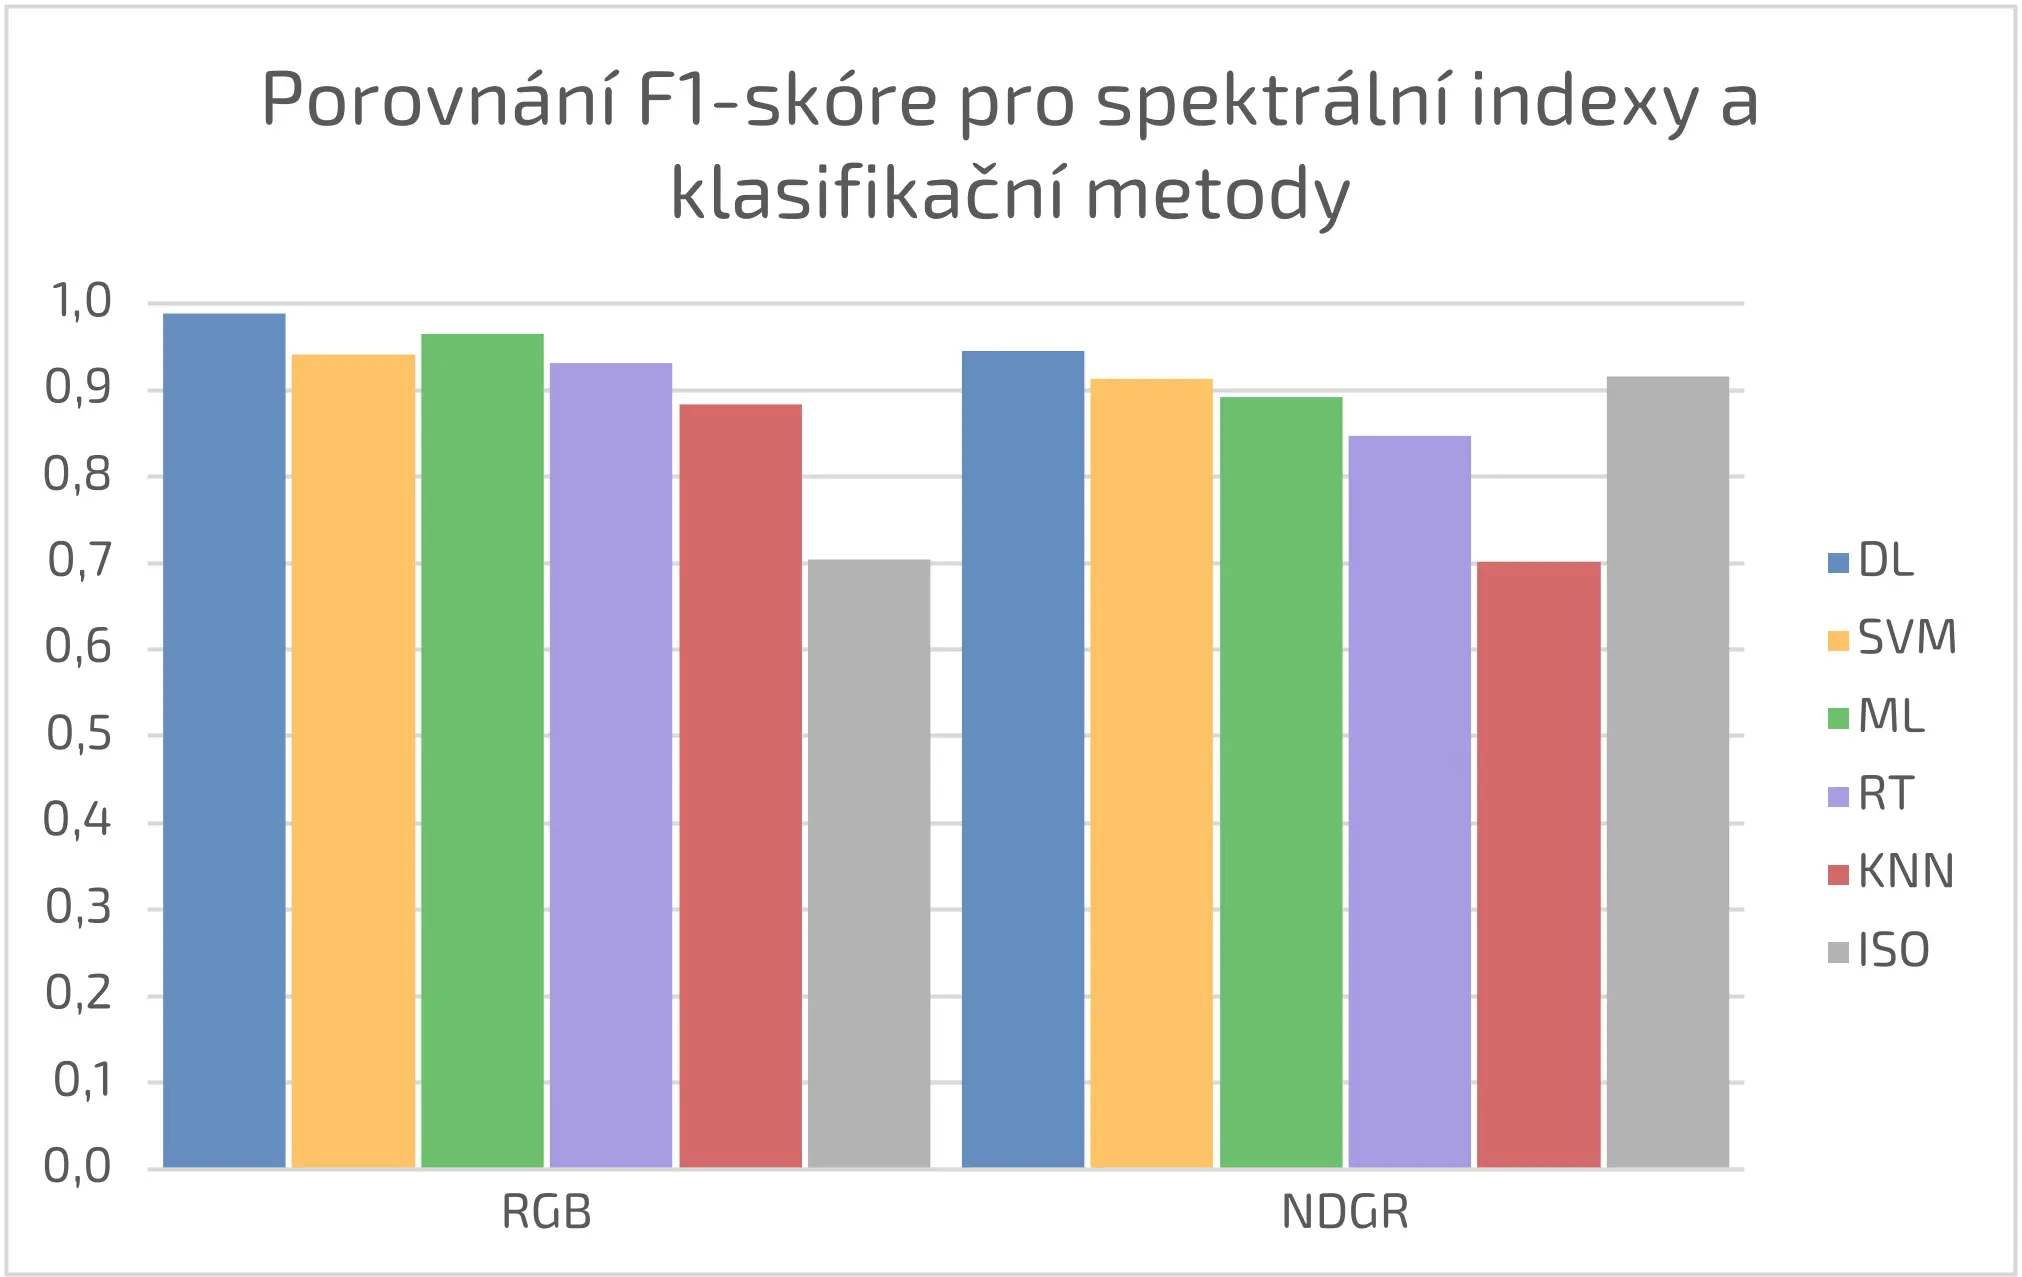 Porovnání F1-skóre pro spektrální indexy a
klasifikační metody
1,0
0,9
0,8
0,7
0,6
0,5
0,4
0,3
0,2
0,1
0,0
RGB
NDGR
DL
SVM
ML
RT
KNN
ISO